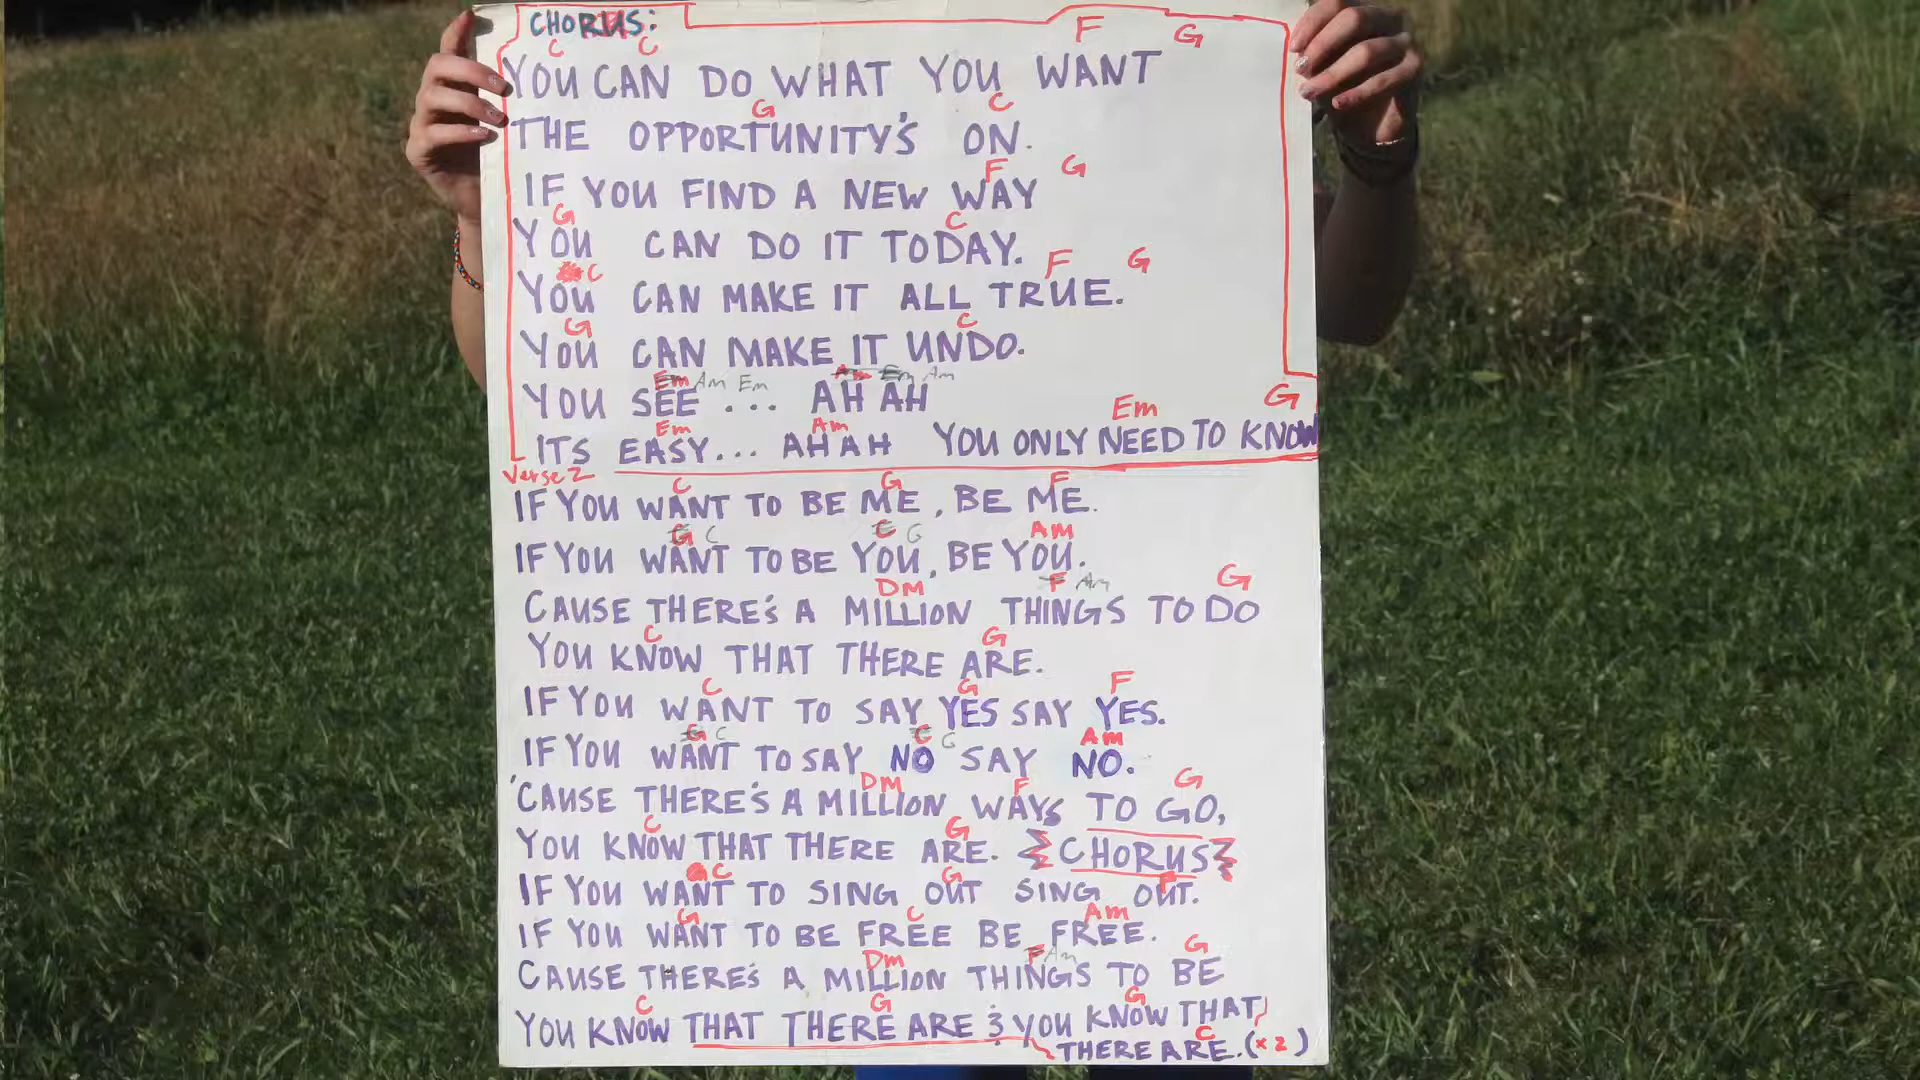 CHORUS:
C C F G
YOU CAN DO WHAT YOU WANT
G C
THE OPPORTUNITY'S ON.
F G
IF YOU FIND A NEW WAY
G C
YOU CAN DO IT TODAY.
C F G
YOU CAN MAKE IT ALL TRUE.
G C
YOU CAN MAKE IT UNDO.
Em Am Em Am Em Am
YOU SEE ... AH AH
Em Am Em G
ITS EASY... AH AH YOU ONLY NEED TO KNOW
Verse 2
C G F
IF YOU WANT TO BE ME, BE ME.
G C C G AM
IF YOU WANT TO BE YOU, BE YOU.
DM F Am G
CAUSE THERE'S A MILLION THINGS TO DO
C G
YOU KNOW THAT THERE ARE.
C G F
IF YOU WANT TO SAY YES SAY YES.
G C C G Am
IF YOU WANT TO SAY NO SAY NO.
DM F G
'CAUSE THERE'S A MILLION WAYS TO GO,
C G
YOU KNOW THAT THERE ARE. CHORUS
C G F
IF YOU WANT TO SING OUT SING OUT.
G C Am
IF YOU WANT TO BE FREE BE FREE.
Dm F Am G
CAUSE THERE'S A MILLION THINGS TO BE
C G G
YOU KNOW THAT THERE ARE & YOU KNOW THAT
C
THERE ARE. (x2)